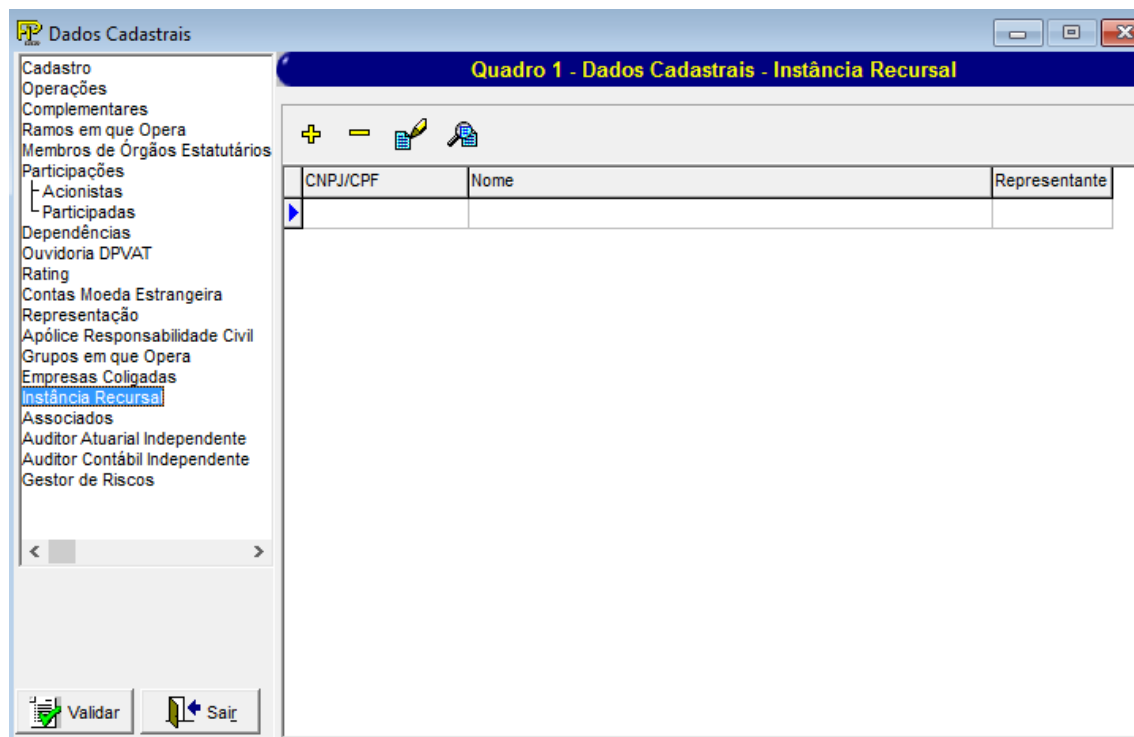 Dados Cadastrais
Cadastro
Operações
Complementares
Ramos em que Opera
Membros de Órgãos Estatutários
Participações
Acionistas
Participadas
Dependências
Ouvidoria DPVAT
Rating
Contas Moeda Estrangeira
Representação
Apólice Responsabilidade Civil
Grupos em que Opera
Empresas Coligadas
Instância Recursal
Associados
Auditor Atuarial Independente
Auditor Contábil Independente
Gestor de Riscos
Validar
Sair
Quadro 1 - Dados Cadastrais - Instância Recursal
CNPJ/CPF Nome Representante